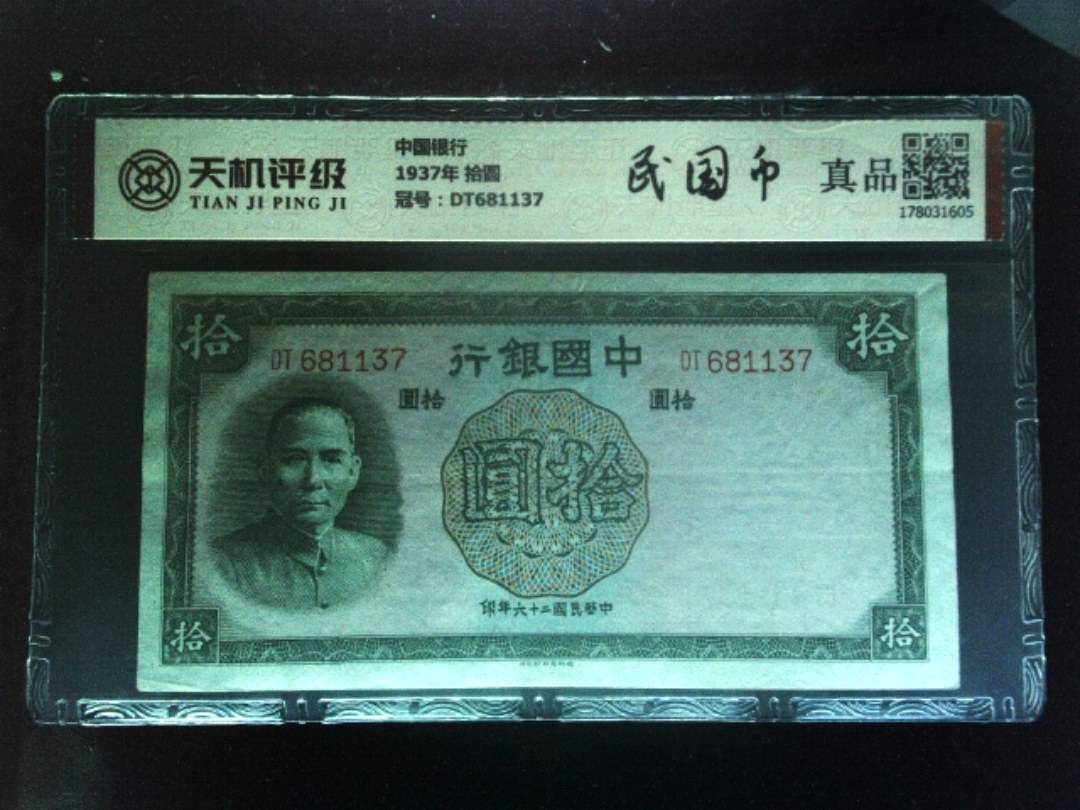 天机评级
TIAN JI PING JI
中国银行
1937年 拾圆
冠号：DT681137
民国币
真品
178031605
拾
拾
DT 681137
行銀國中
DT 681137
圓拾
圓拾
圓拾
印年六十二國民華中
拾
拾